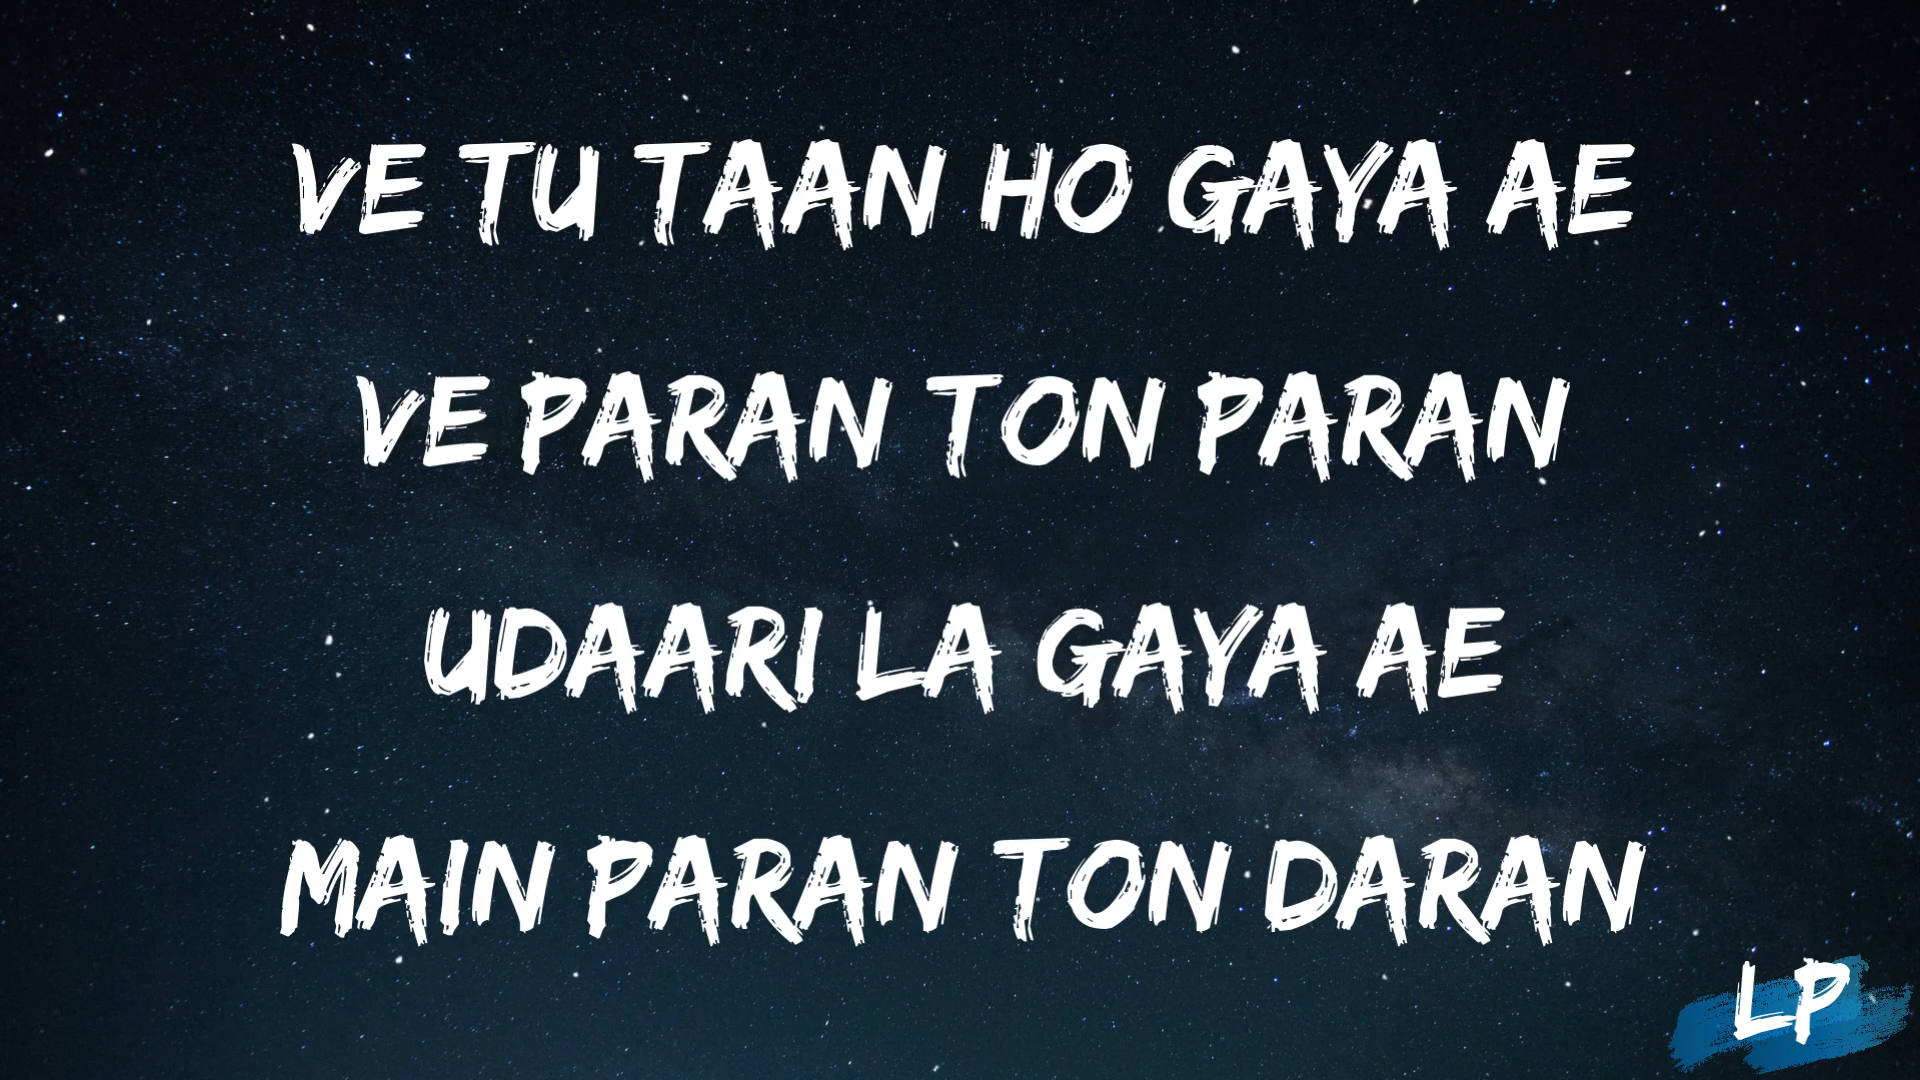 VE TU TAAN HO GAYA AE
VE PARAN TON PARAN
UDAARI LA GAYA AE
MAIN PARAN TON DARAN
LP